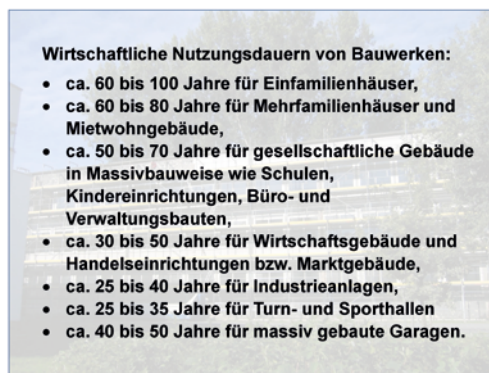 Wirtschaftliche Nutzungsdauern von Bauwerken:
• ca. 60 bis 100 Jahre für Einfamilienhäuser,
• ca. 60 bis 80 Jahre für Mehrfamilienhäuser und
Mietwohngebäude,
• ca. 50 bis 70 Jahre für gesellschaftliche Gebäude
in Massivbauweise wie Schulen,
Kindereinrichtungen, Büro- und
Verwaltungsbauten,
• ca. 30 bis 50 Jahre für Wirtschaftsgebäude und
Handelseinrichtungen bzw. Marktgebäude,
• ca. 25 bis 40 Jahre für Industrieanlagen,
• ca. 25 bis 35 Jahre für Turn- und Sporthallen
• ca. 40 bis 50 Jahre für massiv gebaute Garagen.